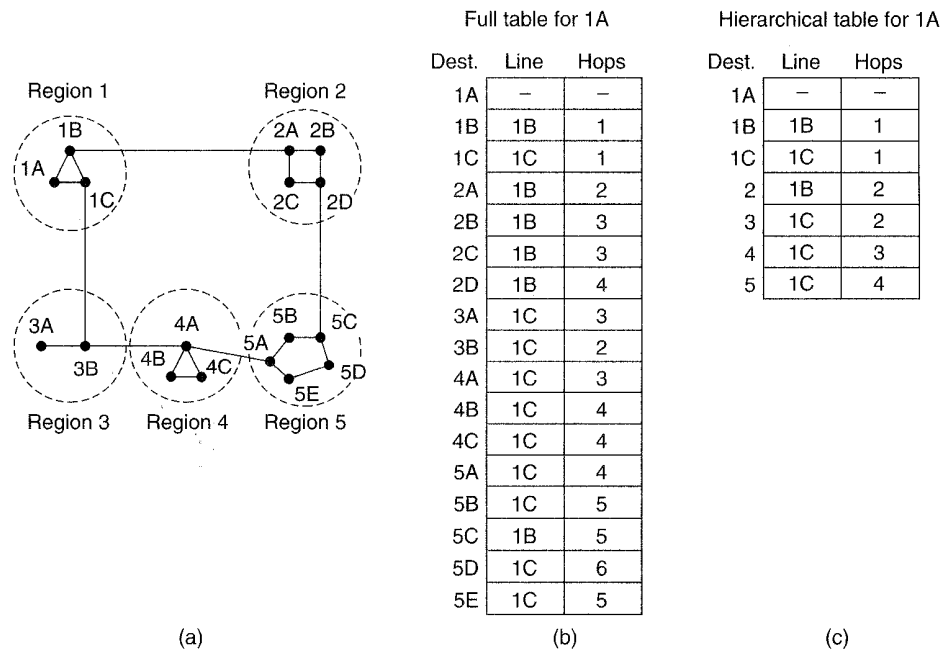 Full table for 1A
Hierarchical table for 1A
Dest. Line Hops
Dest. Line Hops
Region 1
Region 2
1B
1A
1C
2A 2B
2C 2D
3A
3B
4A
4B
4C
5B
5C
5A
5D
5E
Region 3
Region 4
Region 5
1A – –
1B 1B 1
1C 1C 1
2A 1B 2
2B 1B 3
2C 1B 3
2D 1B 4
3A 1C 3
3B 1C 2
4A 1C 3
4B 1C 4
4C 1C 4
5A 1C 4
5B 1C 5
5C 1B 5
5D 1C 6
5E 1C 5
1A – –
1B 1B 1
1C 1C 1
2 1B 2
3 1C 2
4 1C 3
5 1C 4
(a)
(b)
(c)